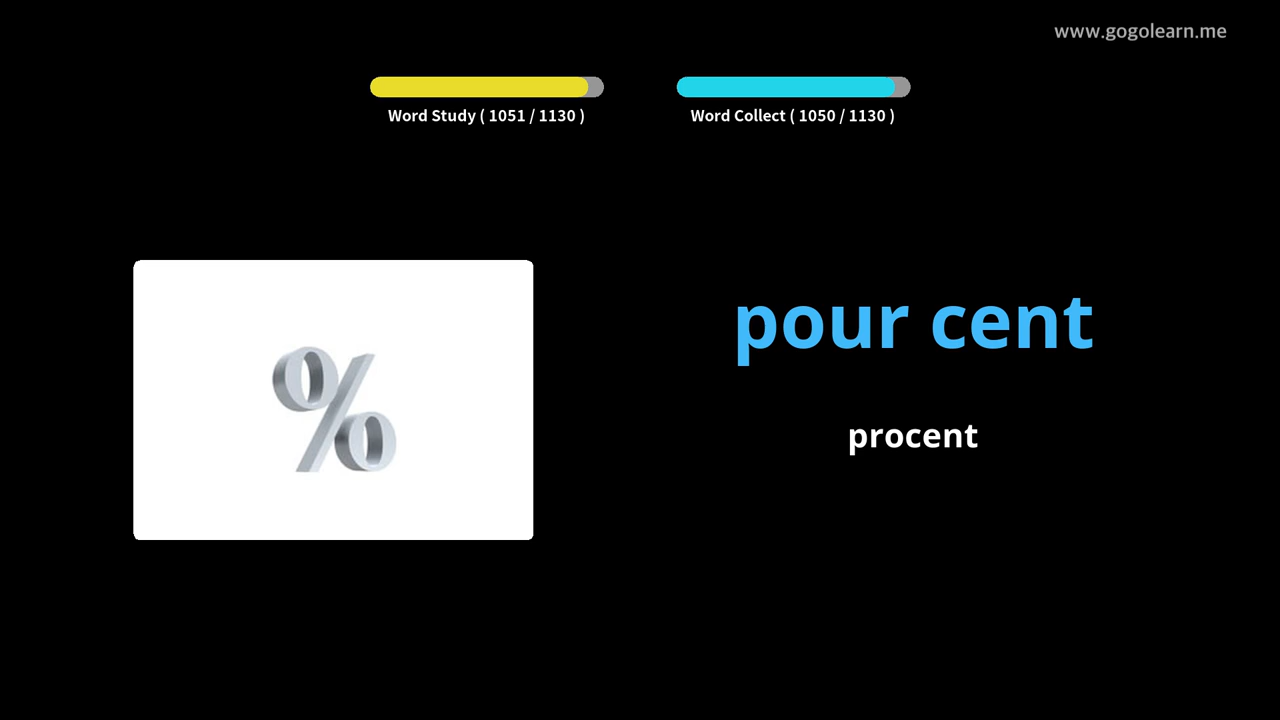 www.gogolearn.me
Word Study ( 1051 / 1130 )
Word Collect ( 1050 / 1130 )
%
pour cent
procent